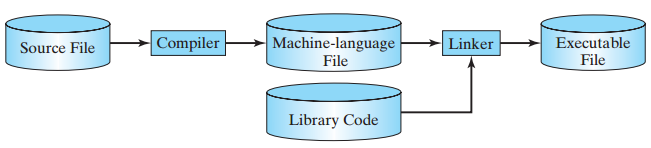 Source File
Compiler
Machine-language
File
Linker
Executable
File
Library Code